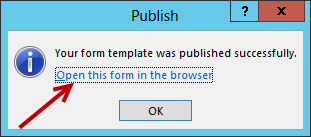 Publish
?
Your form template was published successfully.
Open this form in the browser
OK